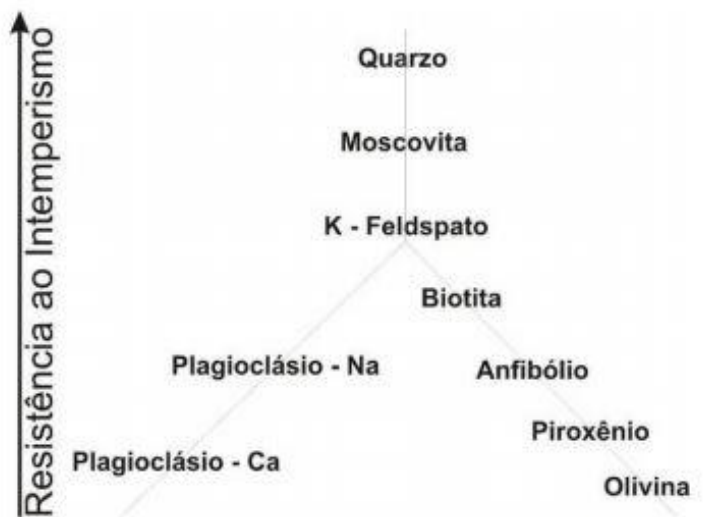 Resistência ao Intemperismo
Quarzo
Moscovita
K - Feldspato
Biotita
Plagioclásio - Na
Anfibólio
Piroxênio
Plagioclásio - Ca
Olivina